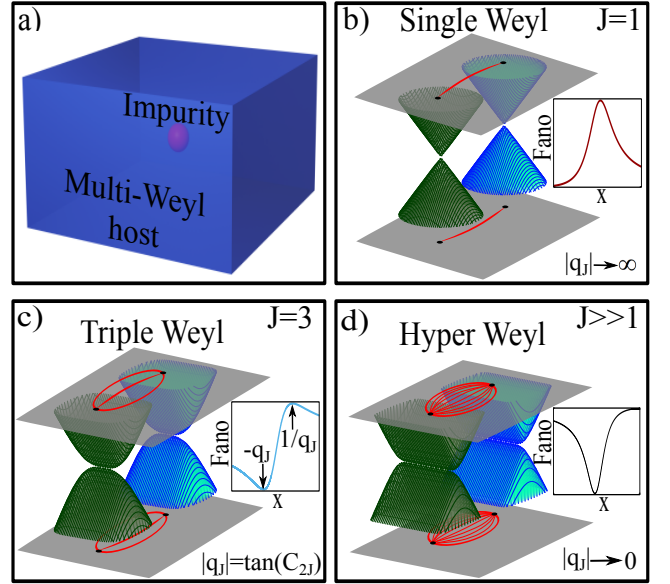 a)
Impurity
Multi-Weyl
host
b)
Single Weyl
J=1
Fano
x
|q_J|→∞
c)
Triple Weyl
J=3
Fano
-q_J
1/q_J
x
|q_J|=tan(C_2J)
d)
Hyper Weyl
J>>1
Fano
x
|q_J|→0